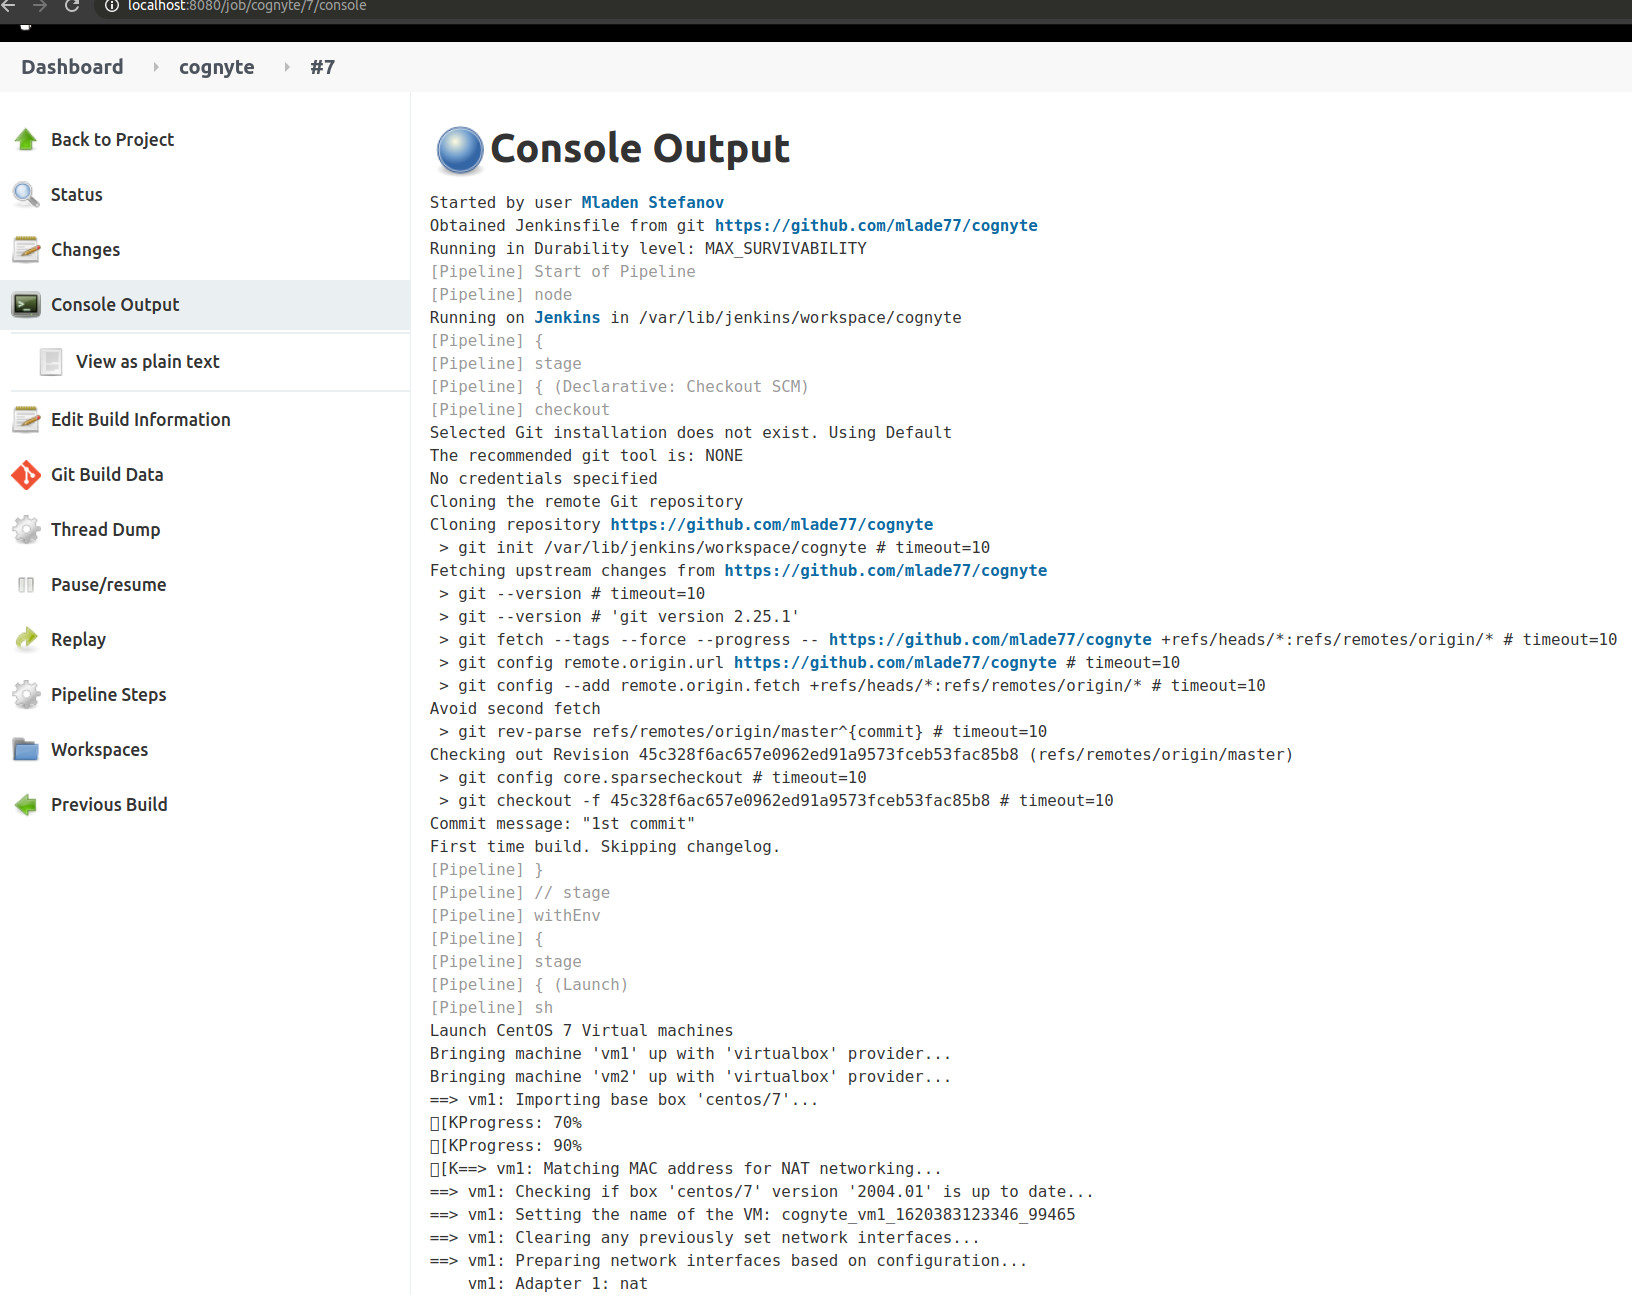 localhost:8080/job/cognyte/7/console
Dashboard cognyte #7
Back to Project
Status
Changes
Console Output
View as plain text
Edit Build Information
Git Build Data
Thread Dump
Pause/resume
Replay
Pipeline Steps
Workspaces
Previous Build
Console Output
Started by user Mladen Stefanov
Obtained Jenkinsfile from git https://github.com/mlade77/cognyte
Running in Durability level: MAX_SURVIVABILITY
[Pipeline] Start of Pipeline
[Pipeline] node
Running on Jenkins in /var/lib/jenkins/workspace/cognyte
[Pipeline] {
[Pipeline] stage
[Pipeline] { (Declarative: Checkout SCM)
[Pipeline] checkout
Selected Git installation does not exist. Using Default
The recommended git tool is: NONE
No credentials specified
Cloning the remote Git repository
Cloning repository https://github.com/mlade77/cognyte
 > git init /var/lib/jenkins/workspace/cognyte # timeout=10
Fetching upstream changes from https://github.com/mlade77/cognyte
 > git --version # timeout=10
 > git --version # 'git version 2.25.1'
 > git fetch --tags --force --progress -- https://github.com/mlade77/cognyte +refs/heads/*:refs/remotes/origin/* # timeout=10
 > git config remote.origin.url https://github.com/mlade77/cognyte # timeout=10
 > git config --add remote.origin.fetch +refs/heads/*:refs/remotes/origin/* # timeout=10
Avoid second fetch
 > git rev-parse refs/remotes/origin/master^{commit} # timeout=10
Checking out Revision 45c328f6ac657e0962ed91a9573fceb53fac85b8 (refs/remotes/origin/master)
 > git config core.sparsecheckout # timeout=10
 > git checkout -f 45c328f6ac657e0962ed91a9573fceb53fac85b8 # timeout=10
Commit message: "1st commit"
First time build. Skipping changelog.
[Pipeline] }
[Pipeline] // stage
[Pipeline] withEnv
[Pipeline] {
[Pipeline] stage
[Pipeline] { (Launch)
[Pipeline] sh
Launch CentOS 7 Virtual machines
Bringing machine 'vm1' up with 'virtualbox' provider...
Bringing machine 'vm2' up with 'virtualbox' provider...
==> vm1: Importing base box 'centos/7'...
[KProgress: 70%
[KProgress: 90%
[K==> vm1: Matching MAC address for NAT networking...
==> vm1: Checking if box 'centos/7' version '2004.01' is up to date...
==> vm1: Setting the name of the VM: cognyte_vm1_1620383123346_99465
==> vm1: Clearing any previously set network interfaces...
==> vm1: Preparing network interfaces based on configuration...
    vm1: Adapter 1: nat